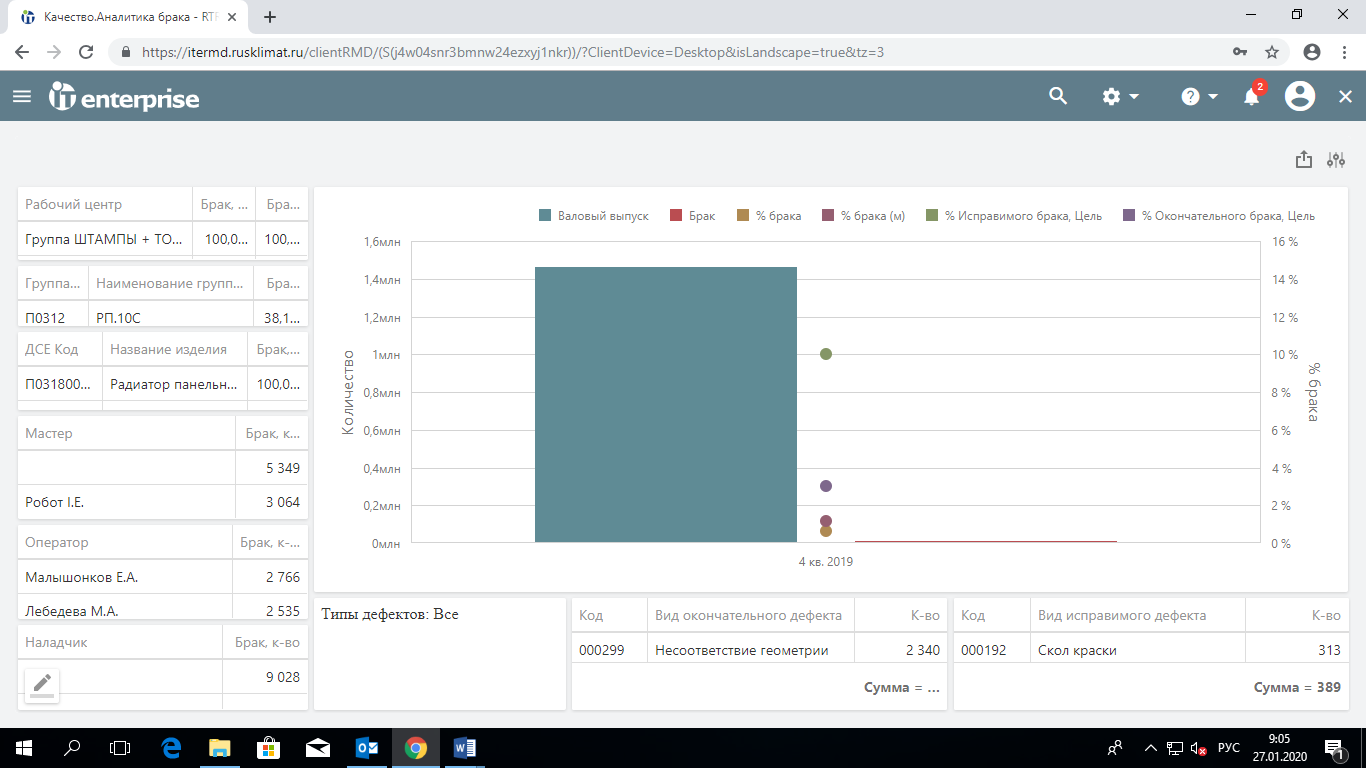 Качество.Аналитика брака - RTF
https://itermd.rusklimat.ru/clientRMD/(S(j4w04snr3bmnw24ezxyj1nkr))/?ClientDevice=Desktop&isLandscape=true&tz=3
it enterprise
2
Рабочий центр Брак, ... Бра...
Группа ШТАМПЫ + ТО... 100,0... 100,...
Группа... Наименование групп... Бра...
П0312 РП.10С 38,1...
ДСЕ Код Название изделия Брак,...
П031800... Радиатор панельн... 100,0...
Мастер Брак, к...
5 349
Робот I.E. 3 064
Оператор Брак, к-...
Малышонков Е.А. 2 766
Лебедева М.А. 2 535
Наладчик Брак, к-во
9 028
Валовый выпуск Брак % брака % брака (м) % Исправимого брака, Цель % Окончательного брака, Цель
1,6млн 16 %
1,4млн 14 %
1,2млн 12 %
1млн 10 %
0,8млн 8 %
0,6млн 6 %
0,4млн 4 %
0,2млн 2 %
0млн 0 %
Количество
% брака
4 кв. 2019
Типы дефектов: Все
Код Вид окончательного дефекта К-во
000299 Несоответствие геометрии 2 340
Сумма = ...
Код Вид исправимого дефекта К-во
000192 Скол краски 313
Сумма = 389
РУС
9:05
27.01.2020
1